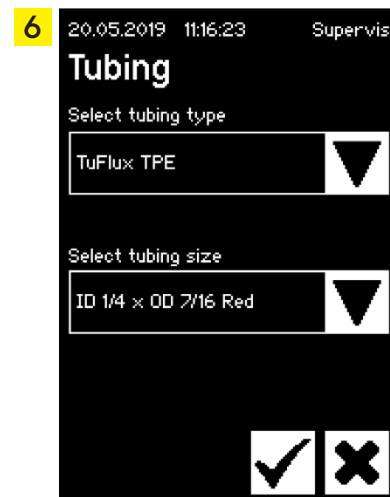 6
20.05.2019 11:16:23 Supervis
Tubing
Select tubing type
TuFlux TPE
Select tubing size
ID 1/4 x OD 7/16 Red